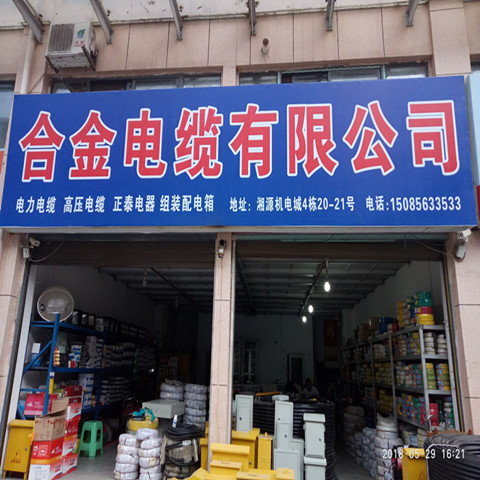 合金电缆有限公司
电力电缆 高压电缆 正泰电器 组装配电箱 地址:湘源机电城4栋20-21号 电话:15085633533
2018-05-29 16:21